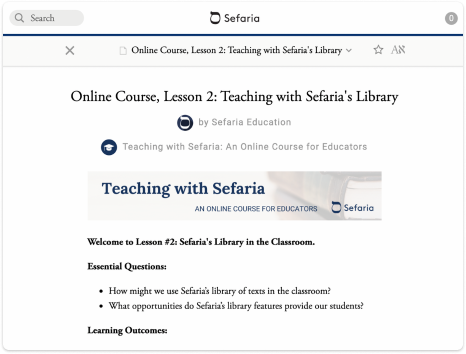 Search
Sefaria
0
Online Course, Lesson 2: Teaching with Sefaria's Library
Aא
Online Course, Lesson 2: Teaching with Sefaria's Library
by Sefaria Education
Teaching with Sefaria: An Online Course for Educators
Teaching with Sefaria
AN ONLINE COURSE FOR EDUCATORS
Sefaria
Welcome to Lesson #2: Sefaria's Library in the Classroom.
Essential Questions:
• How might we use Sefaria's library of texts in the classroom?
• What opportunities do Sefaria's library features provide our students?
Learning Outcomes: